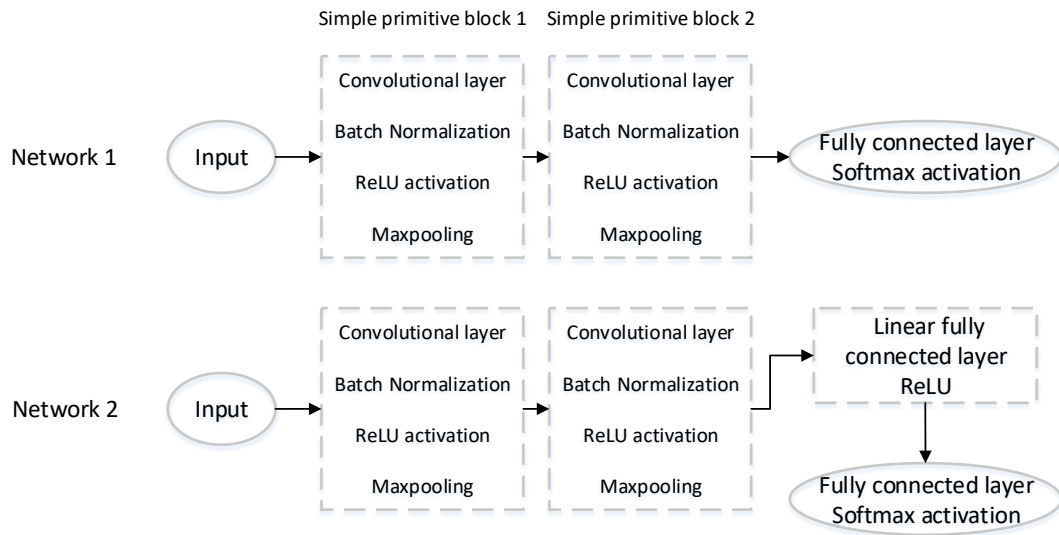 Simple primitive block 1
Simple primitive block 2
Network 1
Input
Convolutional layer
Batch Normalization
ReLU activation
Maxpooling
Convolutional layer
Batch Normalization
ReLU activation
Maxpooling
Fully connected layer
Softmax activation
Network 2
Input
Convolutional layer
Batch Normalization
ReLU activation
Maxpooling
Convolutional layer
Batch Normalization
ReLU activation
Maxpooling
Linear fully
connected layer
ReLU
Fully connected layer
Softmax activation